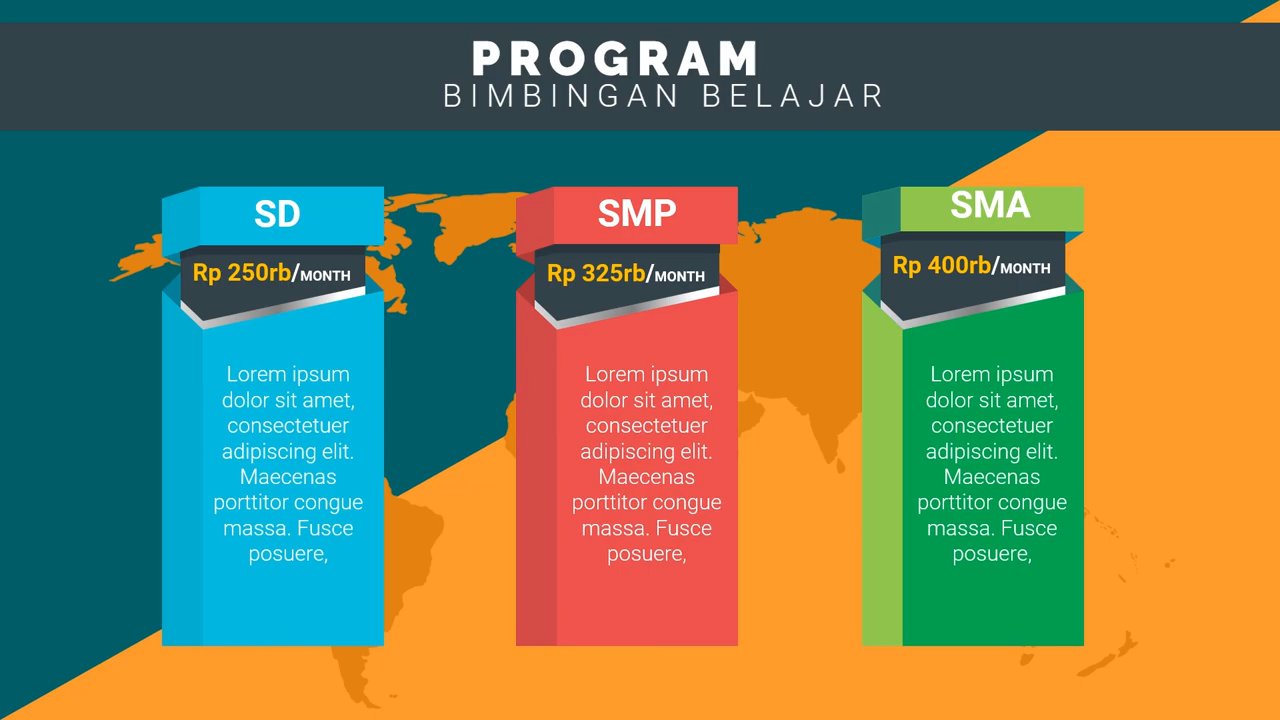 PROGRAM
BIMBINGAN BELAJAR
SD
Rp 250rb/MONTH
Lorem ipsum
dolor sit amet,
consectetuer
adipiscing elit.
Maecenas
porttitor congue
massa. Fusce
posuere,
SMP
Rp 325rb/MONTH
Lorem ipsum
dolor sit amet,
consectetuer
adipiscing elit.
Maecenas
porttitor congue
massa. Fusce
posuere,
SMA
Rp 400rb/MONTH
Lorem ipsum
dolor sit amet,
consectetuer
adipiscing elit.
Maecenas
porttitor congue
massa. Fusce
posuere,